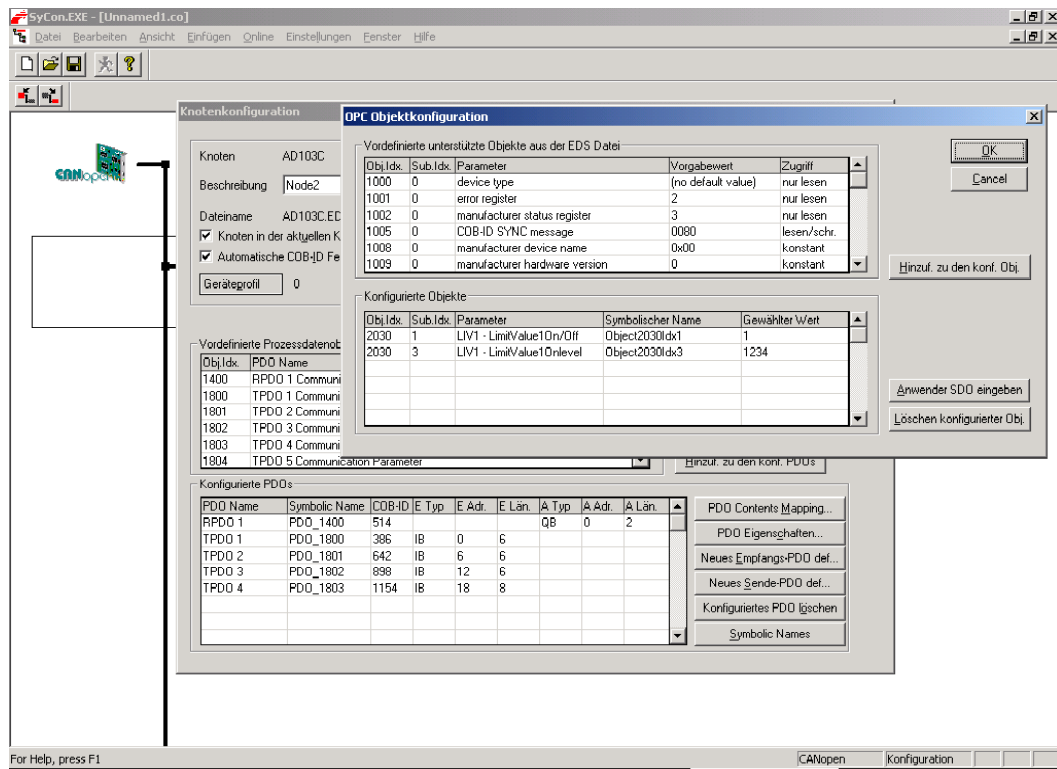 SyCon.EXE - [Unnamed1.co]
Datei Bearbeiten Ansicht Einfügen Online Einstellungen Fenster Hilfe
CANopen
Knotenkonfiguration
Knoten AD103C
Beschreibung Node2
Dateiname AD103C.ED
Knoten in der aktuellen K
Automatische COB-ID Fe
Geräteprofil 0
Vordefinierte Prozessdatenob
Obj.Idx. PDO Name
1400 RPDO 1 Communi
1800 TPDO 1 Communi
1801 TPDO 2 Communi
1802 TPDO 3 Communi
1803 TPDO 4 Communi
1804 TPDO 5 Communication Parameter
Hinzuf. zu den konf. PDUs
OPC Objektkonfiguration
Vordefinierte unterstützte Objekte aus der EDS Datei
Obj.Idx. Sub.Idx. Parameter Vorgabewert Zugriff
1000 0 device type (no default value) nur lesen
1001 0 error register 2 nur lesen
1002 0 manufacturer status register 3 nur lesen
1005 0 COB-ID SYNC message 0080 lesen/schr.
1008 0 manufacturer device name 0x00 konstant
1009 0 manufacturer hardware version 0 konstant
OK
Cancel
Hinzuf. zu den konf. Obj.
Konfigurierte Objekte
Obj.Idx. Sub.Idx. Parameter Symbolischer Name Gewählter Wert
2030 1 LIV1 - LimitValue1On/Off Object2030Idx1 1
2030 3 LIV1 - LimitValue1Onlevel Object2030Idx3 1234
Anwender SDO eingeben
Löschen konfigurierter Obj.
Konfigurierte PDOs
PDO Name Symbolic Name COB-ID E Typ E Adr. E Län. A Typ A Adr. A Län.
RPDO 1 PDO_1400 514 QB 0 2
TPDO 1 PDO_1800 386 IB 0 6
TPDO 2 PDO_1801 642 IB 6 6
TPDO 3 PDO_1802 898 IB 12 6
TPDO 4 PDO_1803 1154 IB 18 8
PDO Contents Mapping...
PDO Eigenschaften...
Neues Empfangs-PDO def...
Neues Sende-PDO def...
Konfiguriertes PDO löschen
Symbolic Names
For Help, press F1
CANopen Konfiguration